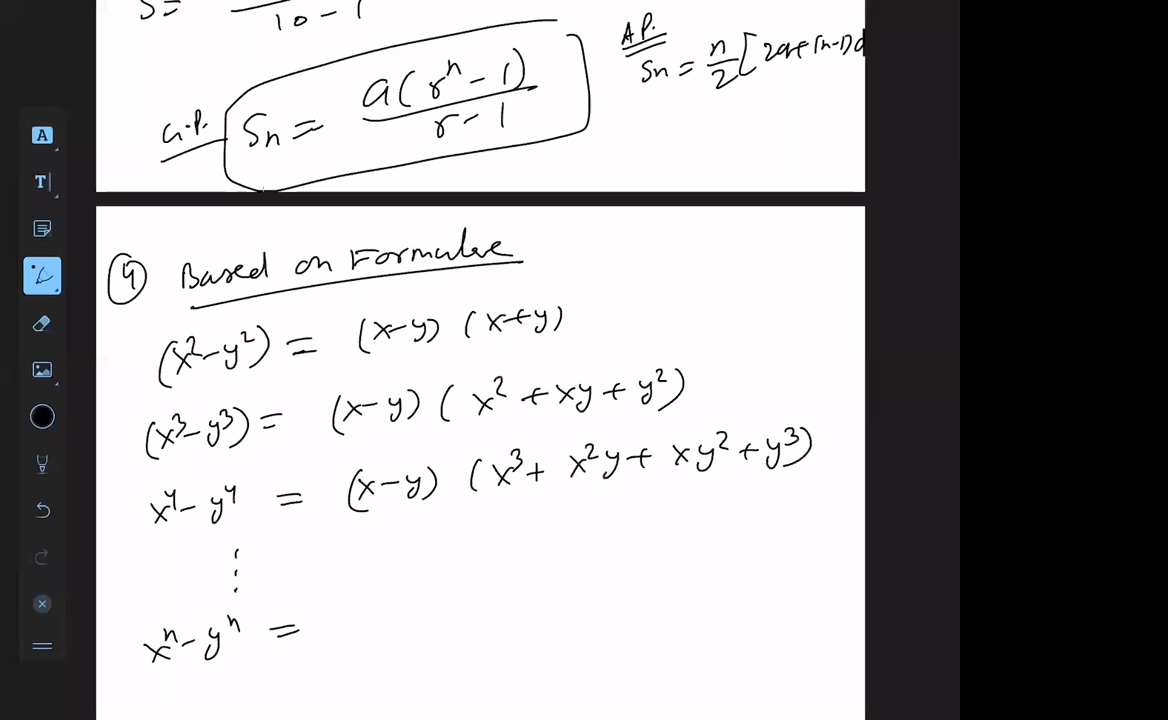 S =
10 - 1
A.P.
Sn = n/2 [2a+(n-1)d
G.P. Sn = a(r^n - 1)/(r - 1)
④ Based on Formulae
(x² - y²) = (x-y) (x+y)
(x³ - y³) = (x-y) (x² + xy + y²)
x⁴ - y⁴ = (x-y) (x³ + x²y + xy² + y³)
⋮
xⁿ - yⁿ =
A
T